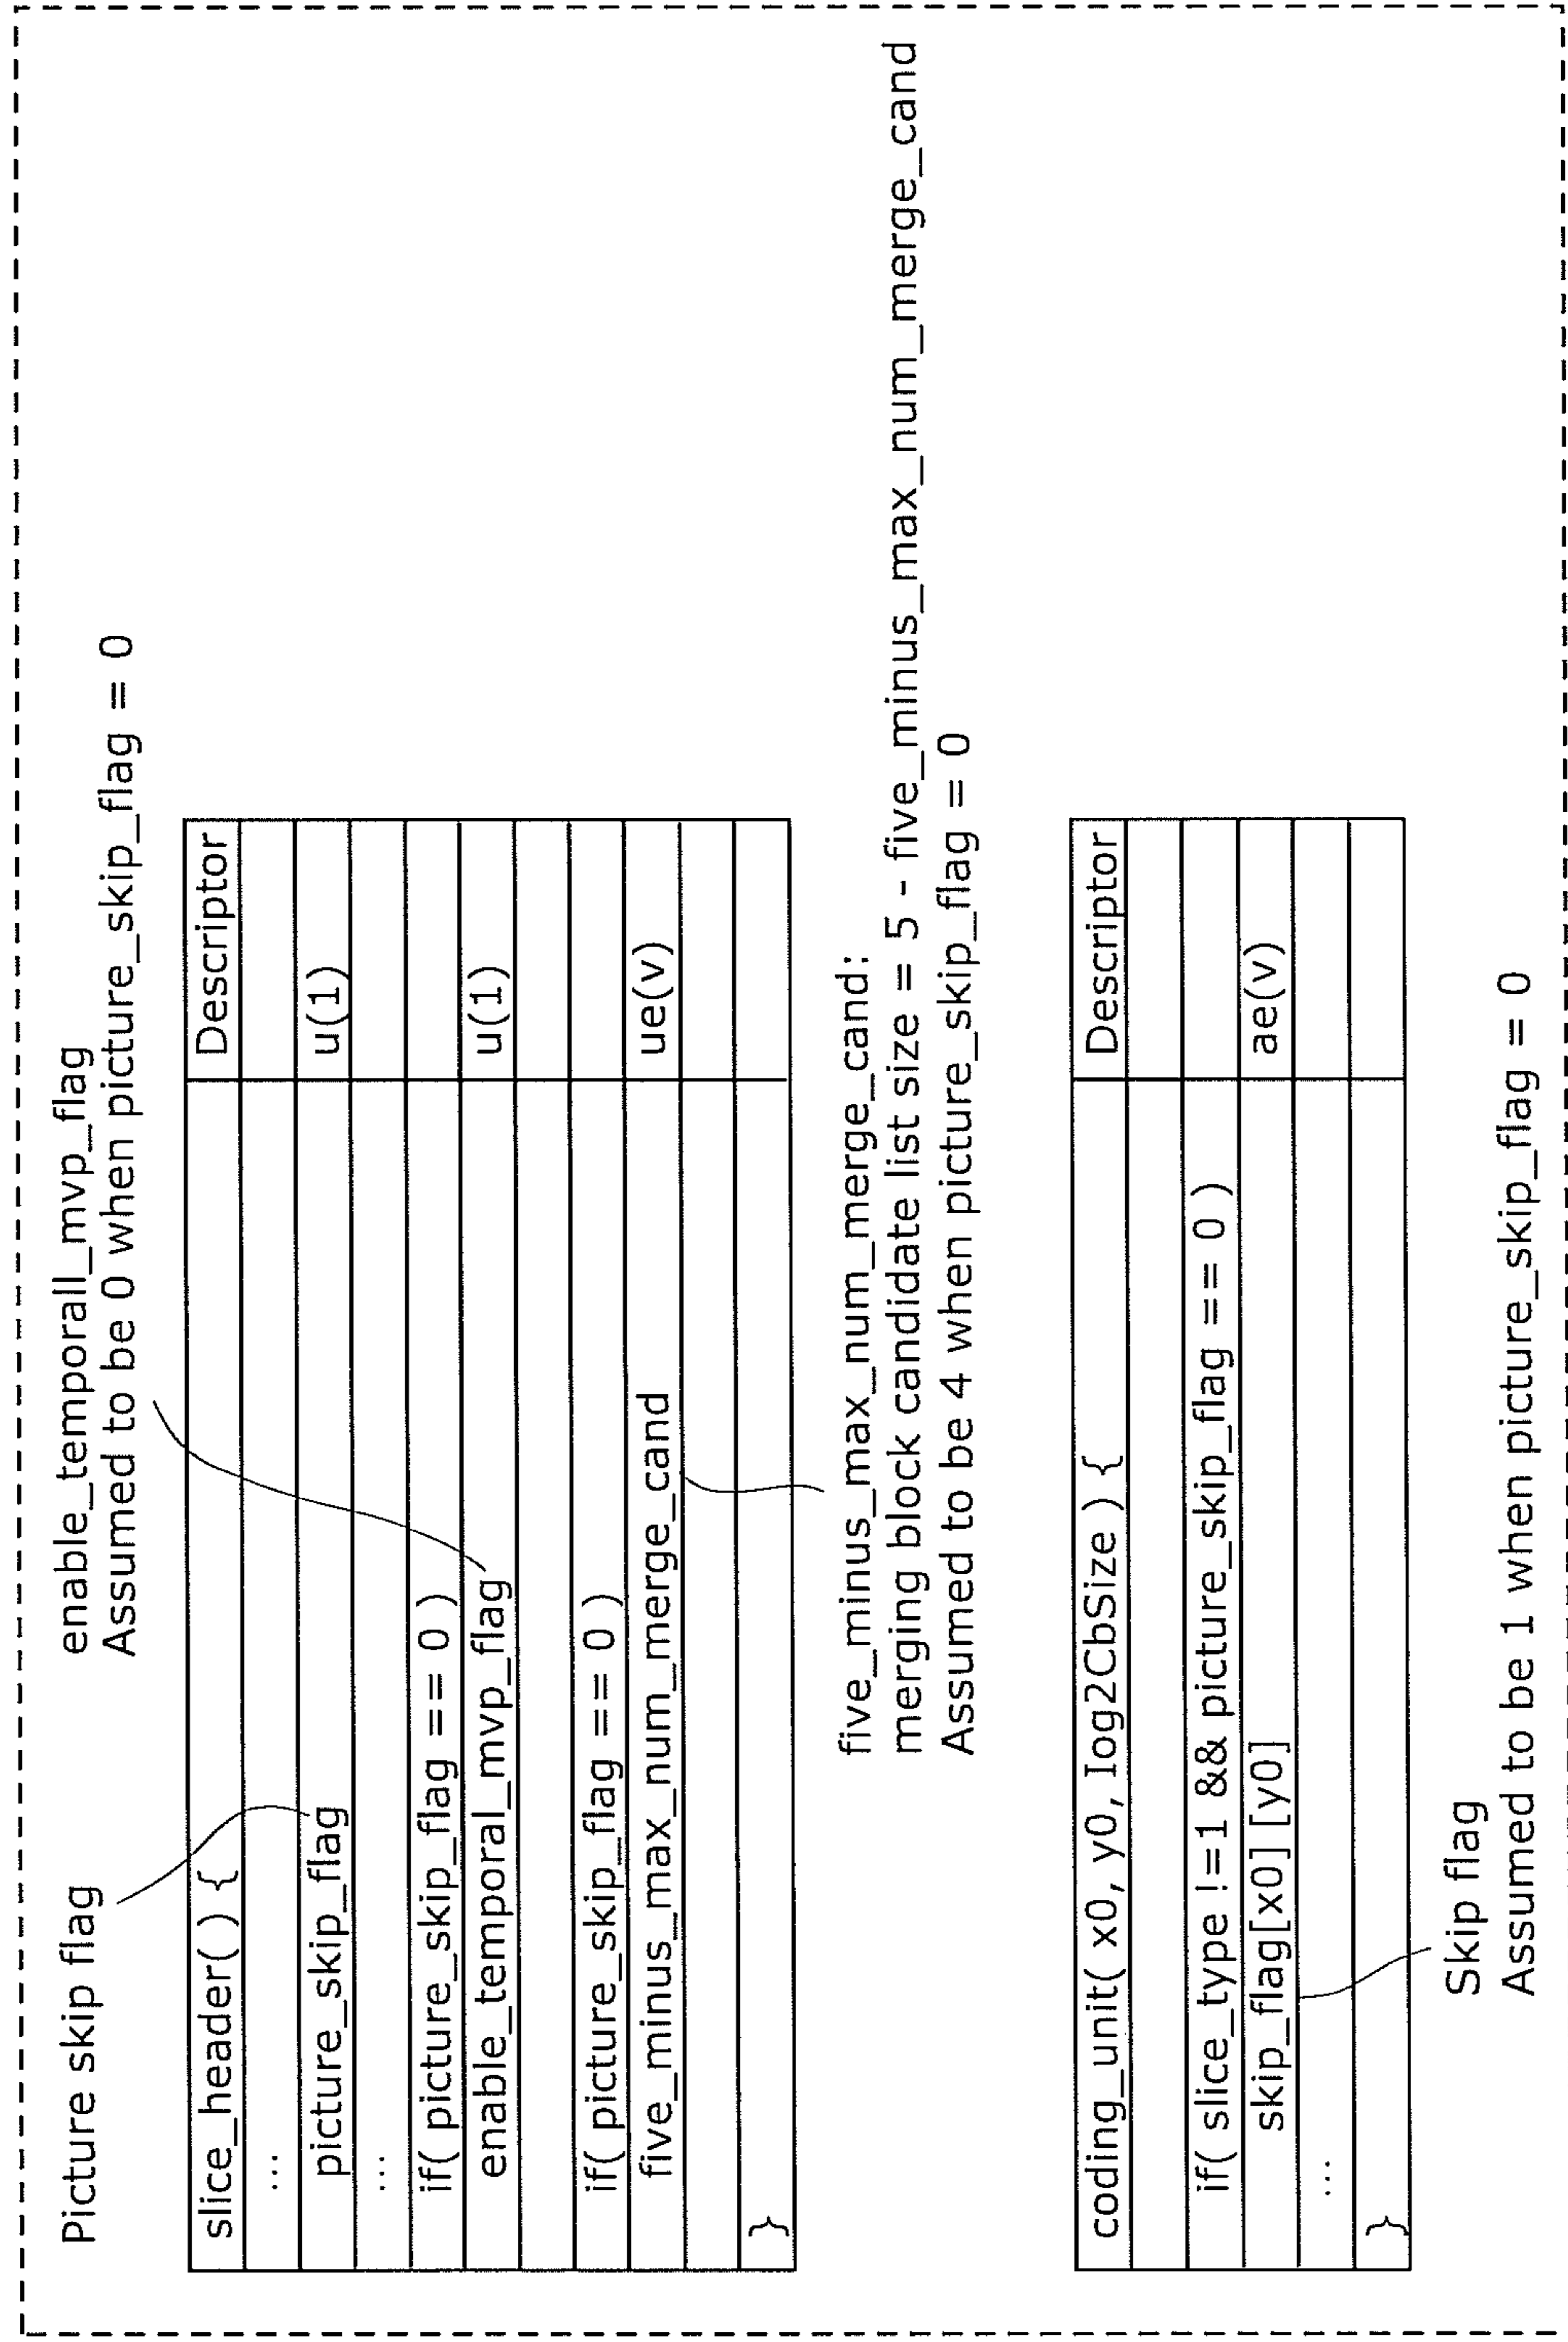 Picture skip flag
enable_temporall_mvp_flag
Assumed to be 0 when picture_skip_flag = 0
slice_header( ) { Descriptor
...
picture_skip_flag u(1)
...
if( picture_skip_flag == 0 )
enable_temporal_mvp_flag u(1)
if( picture_skip_flag == 0 )
five_minus_max_num_merge_cand ue(v)
}
five_minus_max_num_merge_cand:
merging block candidate list size = 5 - five_minus_max_num_merge_cand
Assumed to be 4 when picture_skip_flag = 0
coding_unit( x0, y0, Iog2CbSize ) { Descriptor
if( slice_type !=1 && picture_skip_flag == 0 )
skip_flag[x0] [y0] ae(v)
...
}
Skip flag
Assumed to be 1 when picture_skip_flag = 0